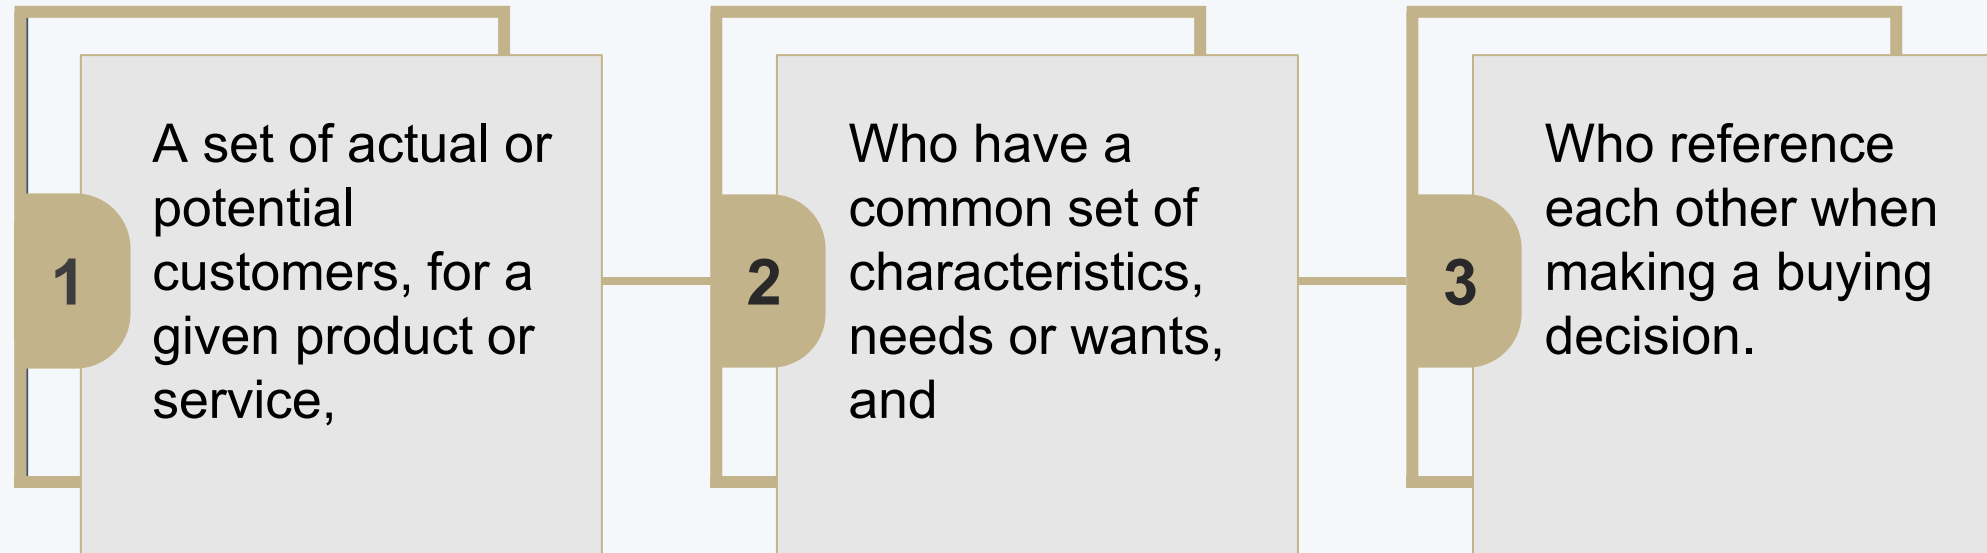 1
A set of actual or
potential
customers, for a
given product or
service,
2
Who have a
common set of
characteristics,
needs or wants,
and
3
Who reference
each other when
making a buying
decision.